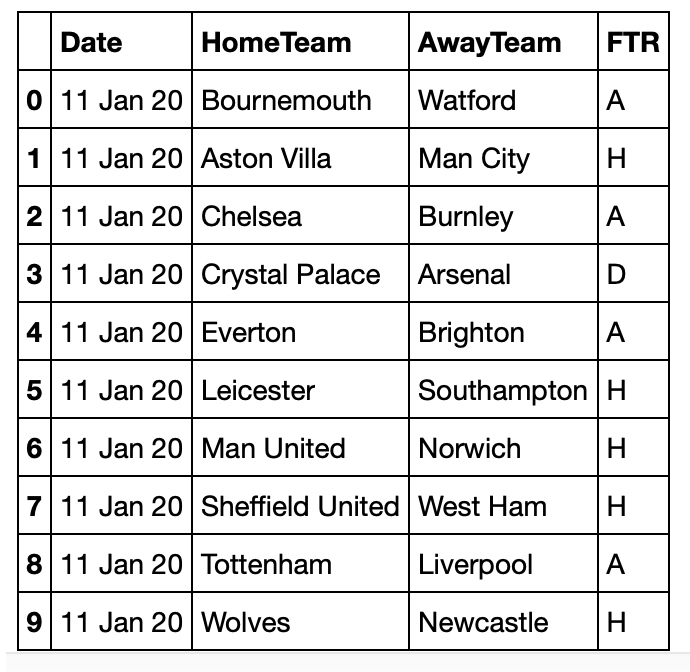 Date HomeTeam AwayTeam FTR
0 11 Jan 20 Bournemouth Watford A
1 11 Jan 20 Aston Villa Man City H
2 11 Jan 20 Chelsea Burnley A
3 11 Jan 20 Crystal Palace Arsenal D
4 11 Jan 20 Everton Brighton A
5 11 Jan 20 Leicester Southampton H
6 11 Jan 20 Man United Norwich H
7 11 Jan 20 Sheffield United West Ham H
8 11 Jan 20 Tottenham Liverpool A
9 11 Jan 20 Wolves Newcastle H